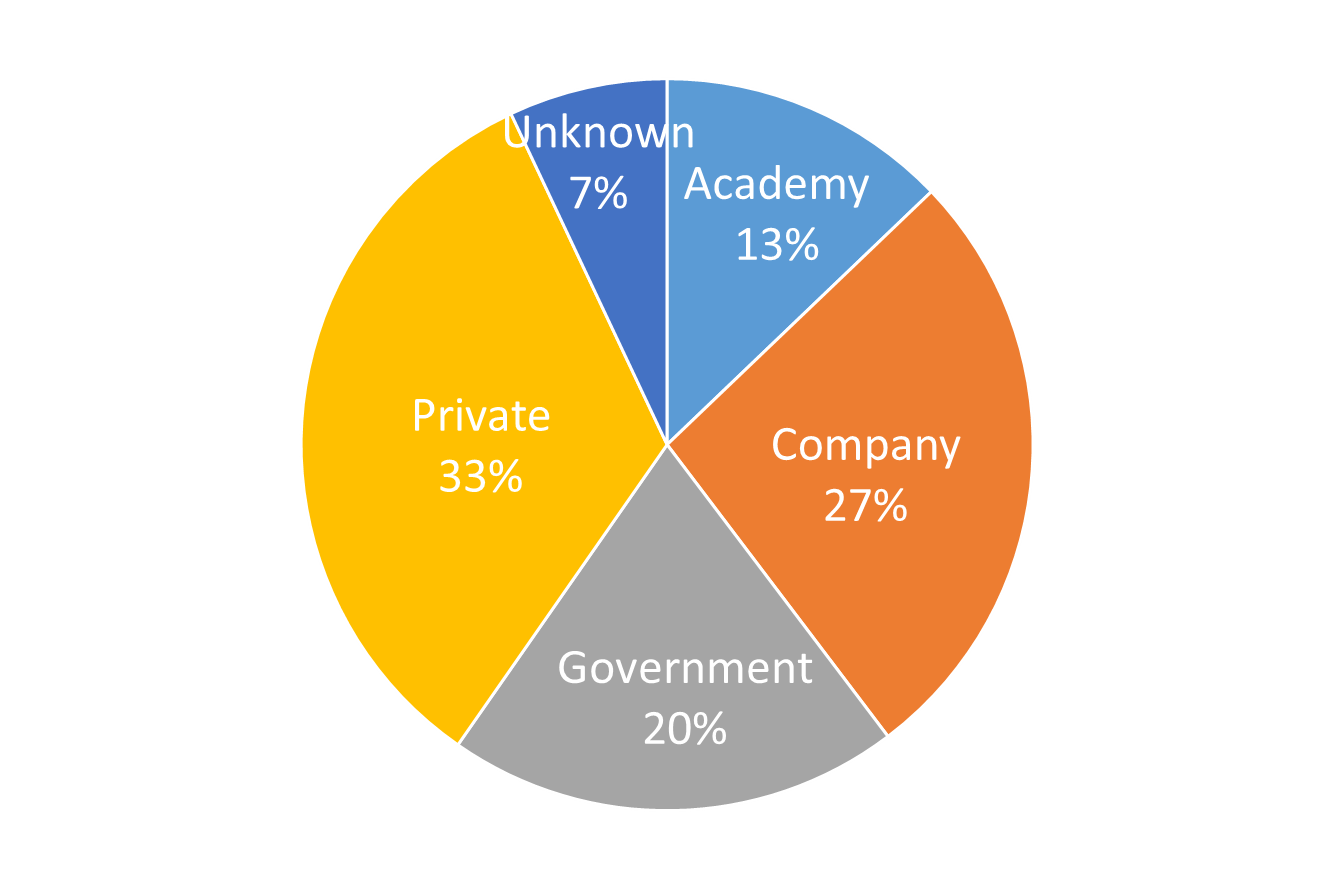 Unknown
7%
Academy
13%
Private
33%
Company
27%
Government
20%